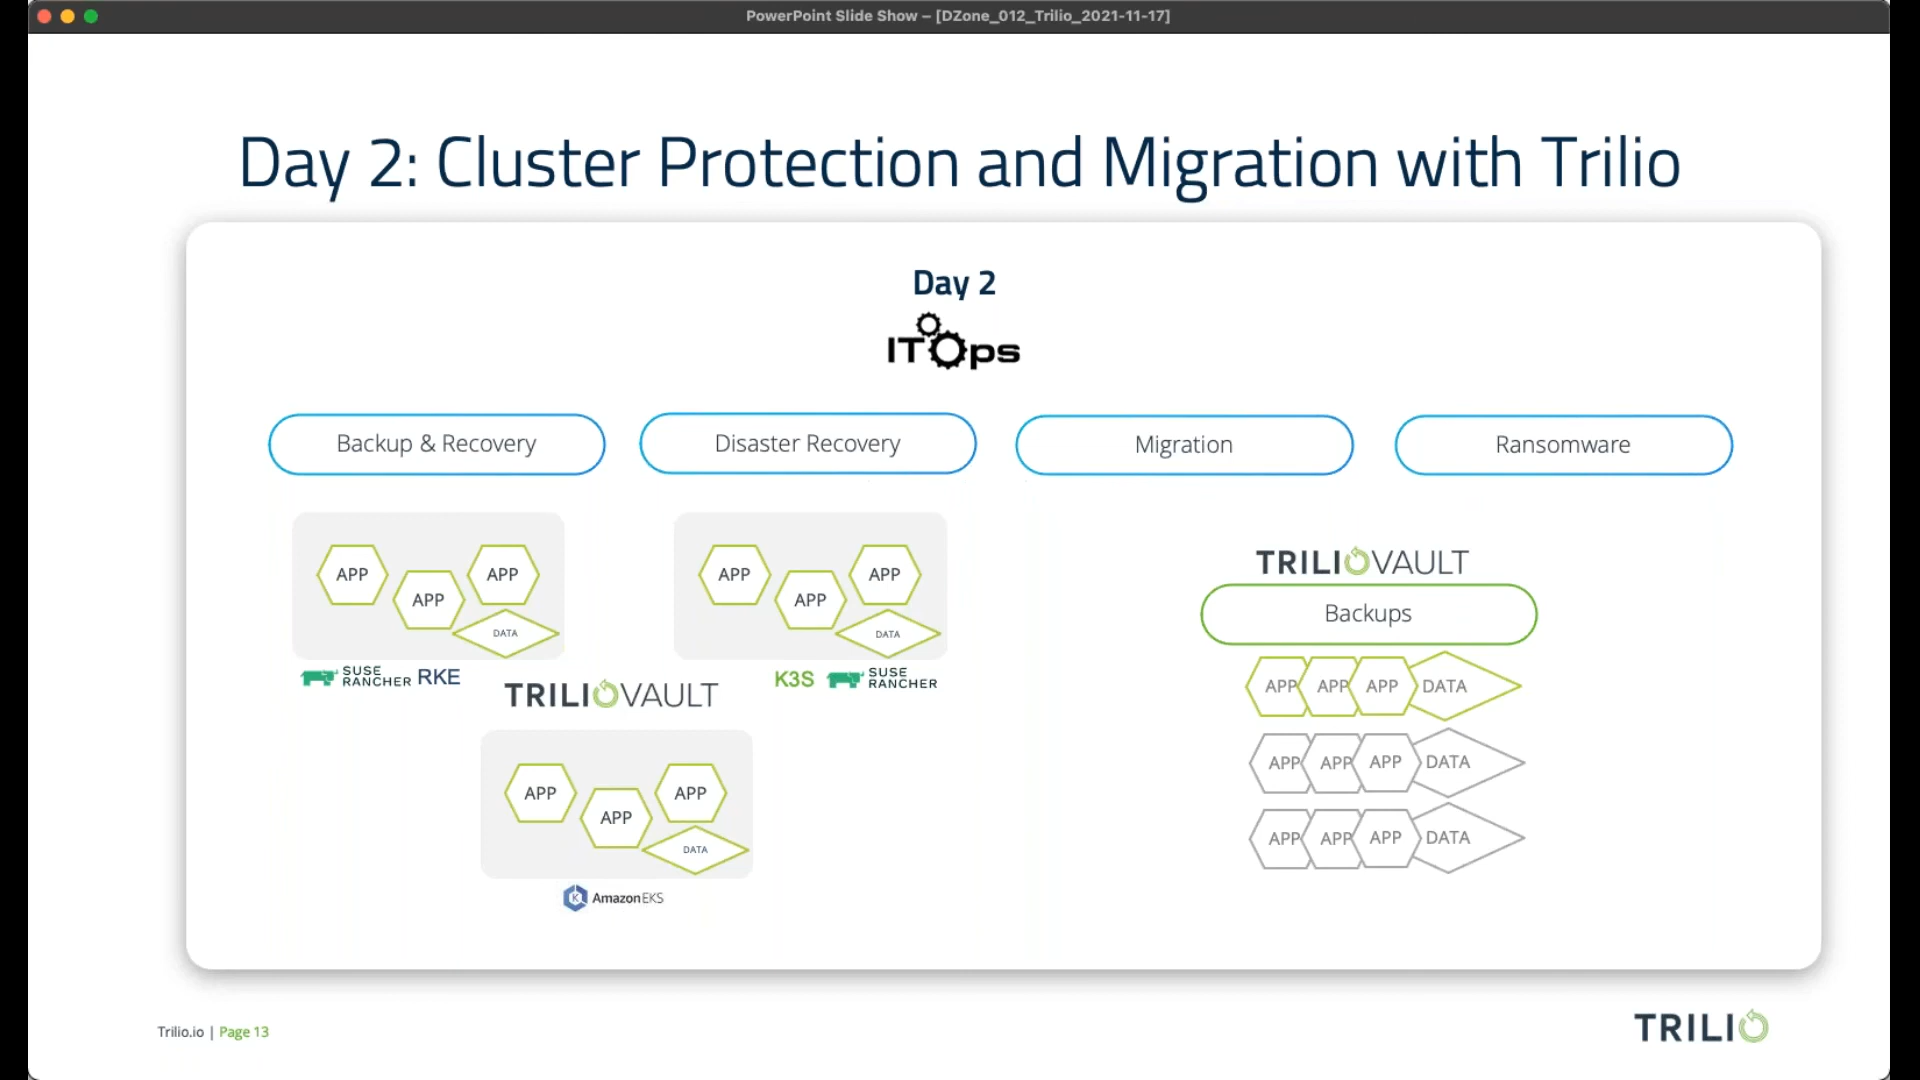 PowerPoint Slide Show – [DZone_012_Trilio_2021-11-17]
Day 2: Cluster Protection and Migration with Trilio
Day 2
ITOps
Backup & Recovery
Disaster Recovery
Migration
Ransomware
APP
APP
APP
DATA
SUSE
RANCHER RKE
APP
APP
APP
DATA
K3S SUSE
RANCHER
TRILIOVAULT
APP
APP
APP
DATA
Amazon EKS
TRILIOVAULT
Backups
APP APP APP DATA
APP APP APP DATA
APP APP APP DATA
Trilio.io | Page 13
TRILIO